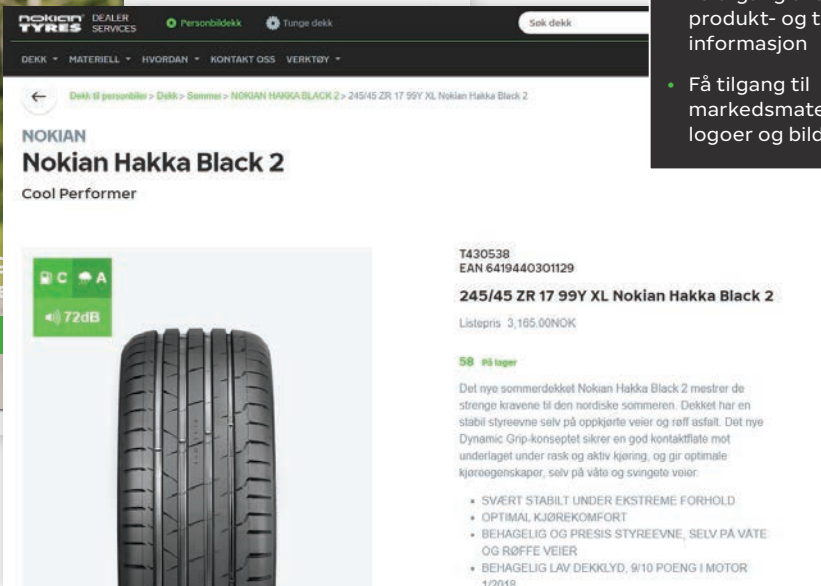 nokian TYRES DEALER SERVICES
Personbildekk
Tunge dekk
Søk dekk
DEKK
MATERIELL
HVORDAN
KONTAKT OSS
VERKTØY
Dekk til personbiler > Dekk > Sommer > NOKIAN HAKKA BLACK 2 > 245/45 ZR 17 99Y XL Nokian Hakka Black 2
NOKIAN
Nokian Hakka Black 2
Cool Performer
C
A
72dB
T430538
EAN 6419440301129
245/45 ZR 17 99Y XL Nokian Hakka Black 2
Listepris 3,165.00NOK
58 På lager
Det nye sommerdekket Nokian Hakka Black 2 mestrer de
strenge kravene til den nordiske sommeren. Dekket har en
stabil styreevne selv på oppkjørte veier og røff asfalt. Det nye
Dynamic Grip-konseptet sikrer en god kontaktflate mot
underlaget under rask og aktiv kjøring, og gir optimale
kjøreegenskaper, selv på våte og svingete veier.
• SVÆRT STABILT UNDER EKSTREME FORHOLD
• OPTIMAL KJØREKOMFORT
• BEHAGELIG OG PRESIS STYREEVNE, SELV PÅ VÅTE
OG RØFFE VEIER
• BEHAGELIG LAV DEKKLYD, 9/10 POENG I MOTOR
1/2018
produkt- og t
informasjon
• Få tilgang til
markedsmate
logoer og bild